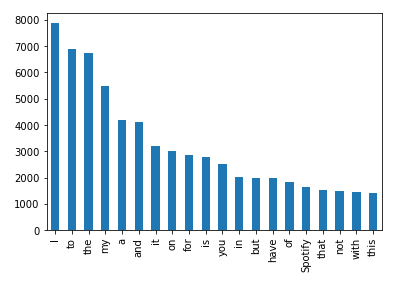 8000
7000
6000
5000
4000
3000
2000
1000
0
I
to
the
my
a
and
it
on
for
is
you
in
but
have
of
Spotify
that
not
with
this